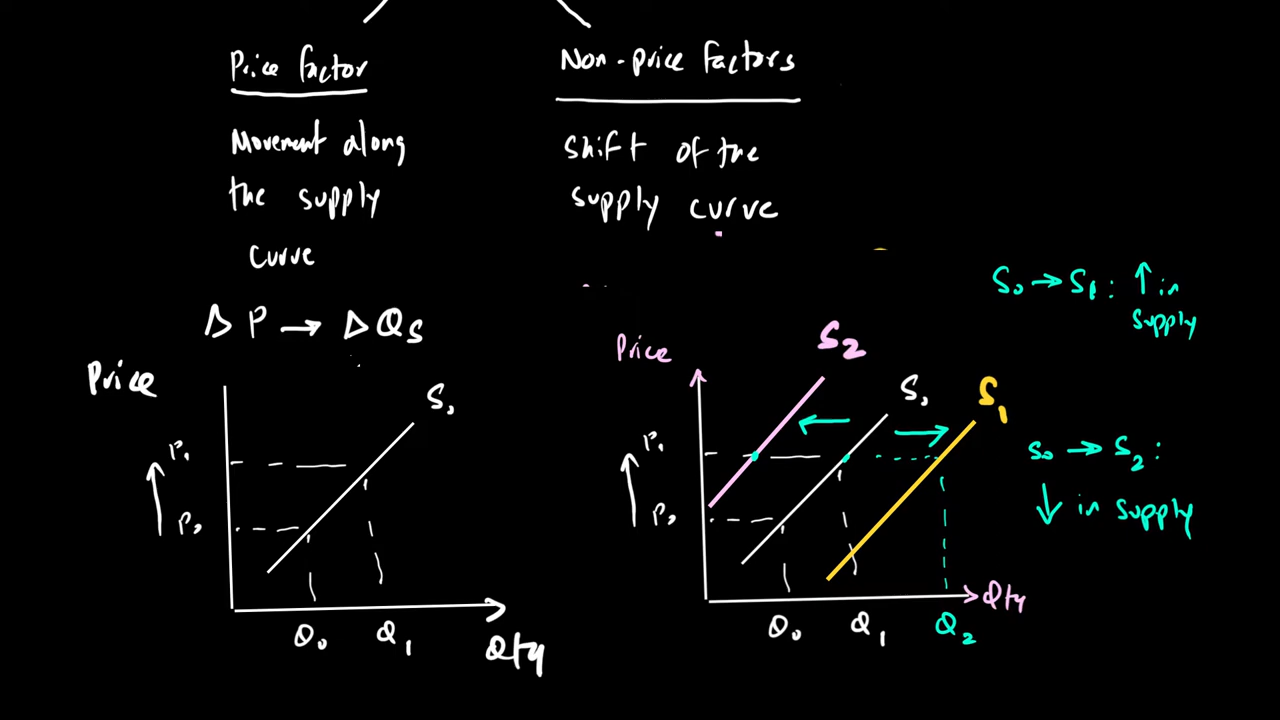 Price factor
Movement along
the supply
curve
Δ P → Δ Qs
Price
S₀
P₁
P₀
Q₀
Q₁
Qty
Non-price factors
Shift of the
supply curve
Price
S₂
S₀
S₁
P₁
P₀
Q₀
Q₁
Q₂
Qty
S₀ → S₁: ↑ in
supply
S₀ → S₂:
↓ in supply